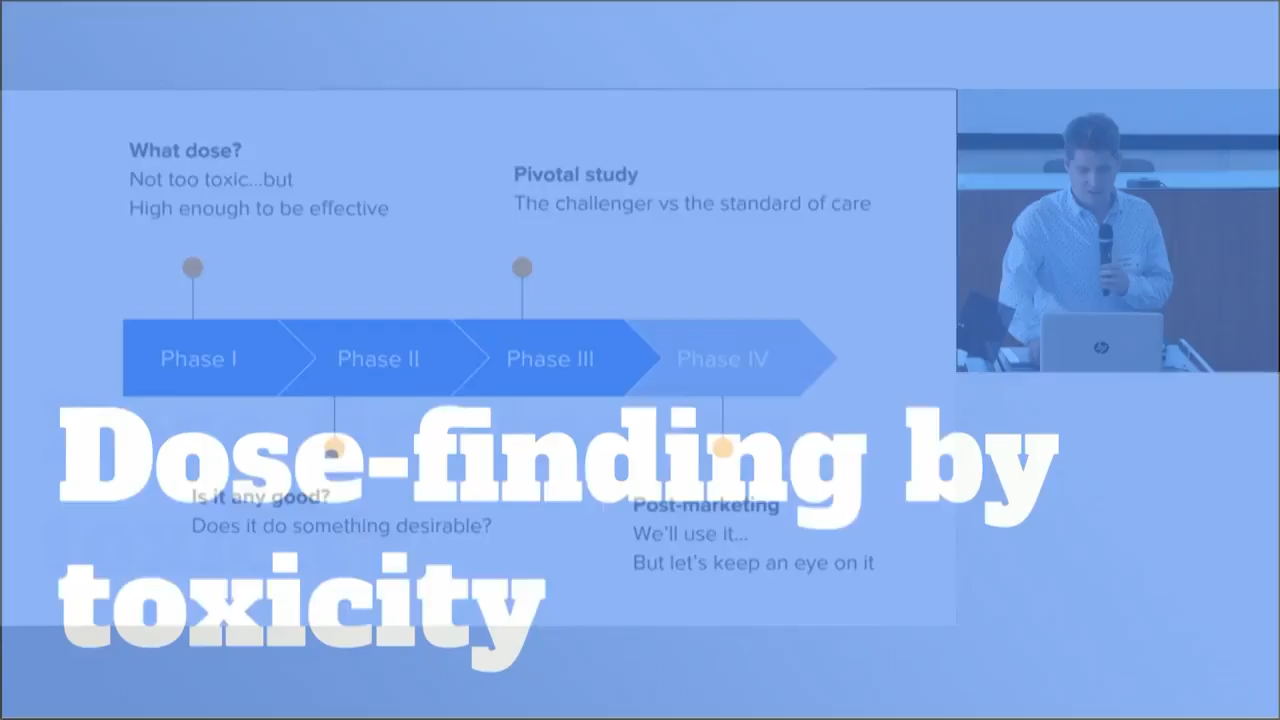 What dose?
Not too toxic...but
High enough to be effective
Pivotal study
The challenger vs the standard of care
Phase I
Phase II
Phase III
Phase IV
Dose-finding by
toxicity
Is it any good?
Does it do something desirable?
Post-marketing
We'll use it...
But let's keep an eye on it
hp